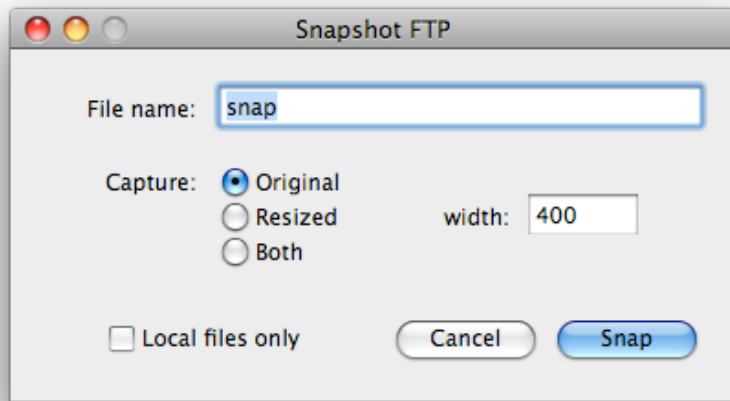 Snapshot FTP
File name: snap
Capture: Original
Resized width: 400
Both
Local files only Cancel Snap